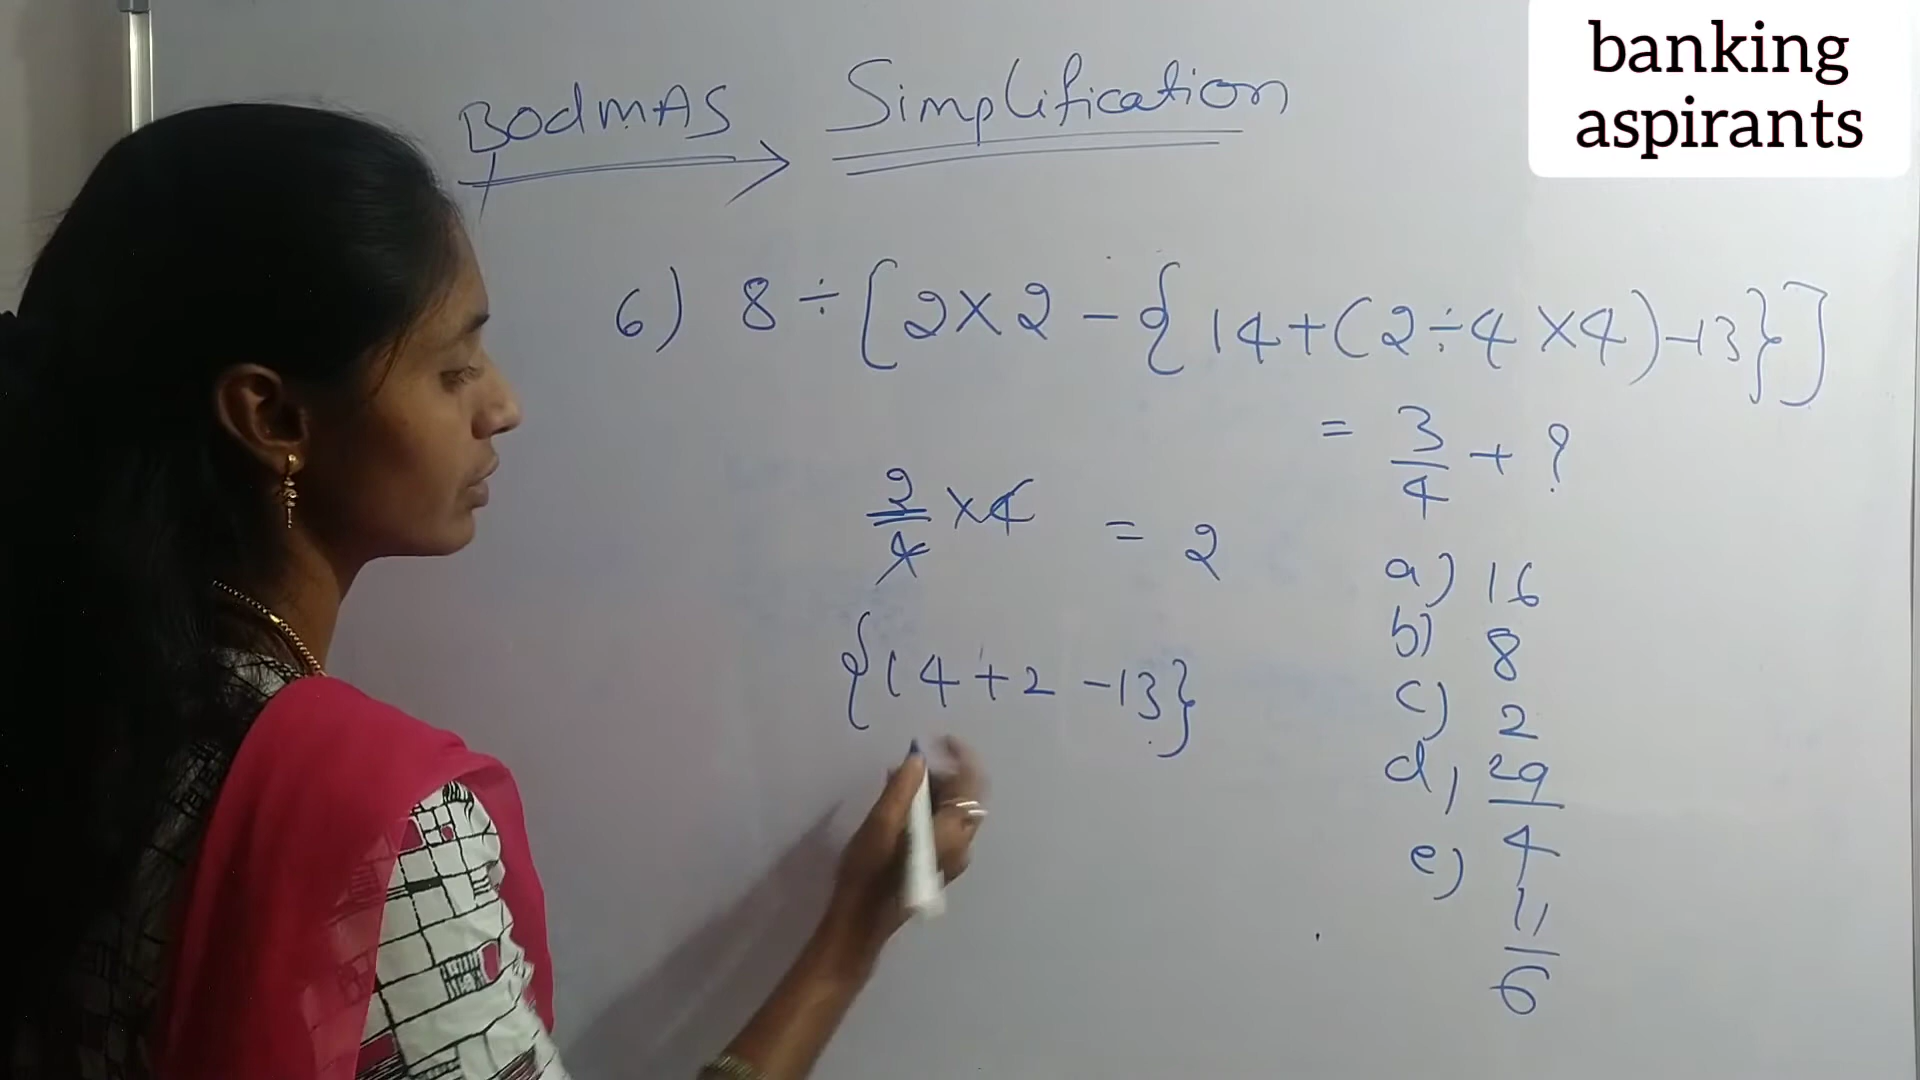 banking
aspirants
BodMAS Simplification
6) 8 ÷ [2 × 2 - {14 + (2 ÷ 4 × 4) - 13}]
= 3/4 + ?
2/4 × 4 = 2
{14 + 2 - 13}
a) 16
b) 8
c) 2
d) 29/4
e) 11/6